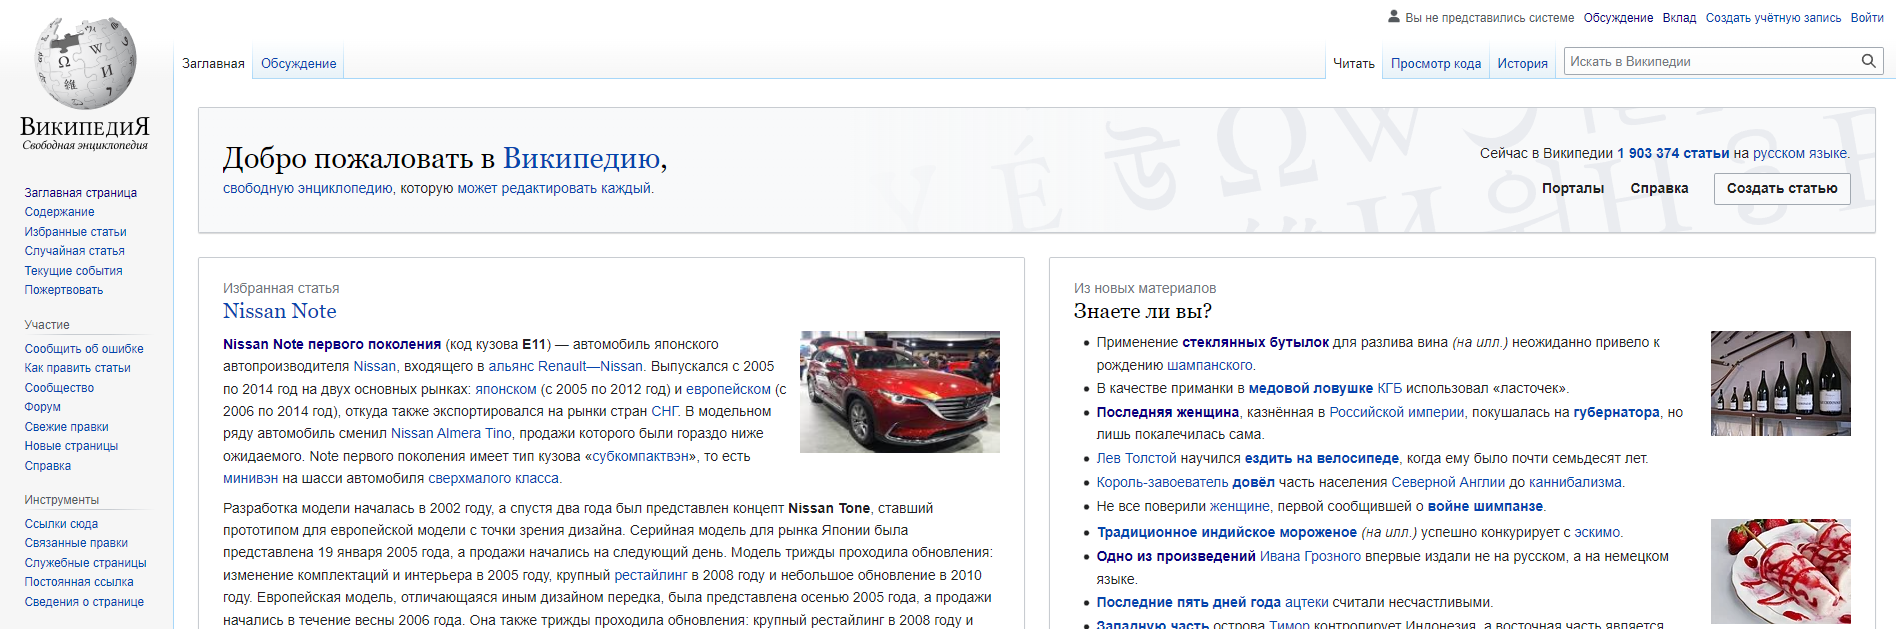 Вы не представились системе Обсуждение Вклад Создать учётную запись Войти
Заглавная Обсуждение Читать Просмотр кода История Искать в Википедии
ВикипедиЯ
Свободная энциклопедия
Заглавная страница
Содержание
Избранные статьи
Случайная статья
Текущие события
Пожертвовать
Участие
Сообщить об ошибке
Как править статьи
Сообщество
Форум
Свежие правки
Новые страницы
Справка
Инструменты
Ссылки сюда
Связанные правки
Служебные страницы
Постоянная ссылка
Сведения о странице
Добро пожаловать в Википедию,
свободную энциклопедию, которую может редактировать каждый.
Сейчас в Википедии 1 903 374 статьи на русском языке.
Порталы Справка Создать статью
Избранная статья
Nissan Note
Nissan Note первого поколения (код кузова E11) — автомобиль японского
автопроизводителя Nissan, входящего в альянс Renault—Nissan. Выпускался с 2005
по 2014 год на двух основных рынках: японском (с 2005 по 2012 год) и европейском (с
2006 по 2014 год), откуда также экспортировался на рынки стран СНГ. В модельном
ряду автомобиль сменил Nissan Almera Tino, продажи которого были гораздо ниже
ожидаемого. Note первого поколения имеет тип кузова «субкомпактвэн», то есть
минивэн на шасси автомобиля сверхмалого класса.
Разработка модели началась в 2002 году, а спустя два года был представлен концепт Nissan Tone, ставший
прототипом для европейской модели с точки зрения дизайна. Серийная модель для рынка Японии была
представлена 19 января 2005 года, а продажи начались на следующий день. Модель трижды проходила обновления:
изменение комплектаций и интерьера в 2005 году, крупный рестайлинг в 2008 году и небольшое обновление в 2010
году. Европейская модель, отличающаяся иным дизайном передка, была представлена осенью 2005 года, а продажи
начались в течение весны 2006 года. Она также трижды проходила обновления: крупный рестайлинг в 2008 году и
Из новых материалов
Знаете ли вы?
Применение стеклянных бутылок для разлива вина (на илл.) неожиданно привело к
рождению шампанского.
В качестве приманки в медовой ловушке КГБ использовал «ласточек».
Последняя женщина, казнённая в Российской империи, покушалась на губернатора, но
лишь покалечилась сама.
Лев Толстой научился ездить на велосипеде, когда ему было почти семьдесят лет.
Король-завоеватель довёл часть населения Северной Англии до каннибализма.
Не все поверили женщине, первой сообщившей о войне шимпанзе.
Традиционное индийское мороженое (на илл.) успешно конкурирует с эскимо.
Одно из произведений Ивана Грозного впервые издали не на русском, а на немецком
языке.
Последние пять дней года ацтеки считали несчастливыми.
Западную часть острова Тимор контролирует Индонезия, а восточная часть является